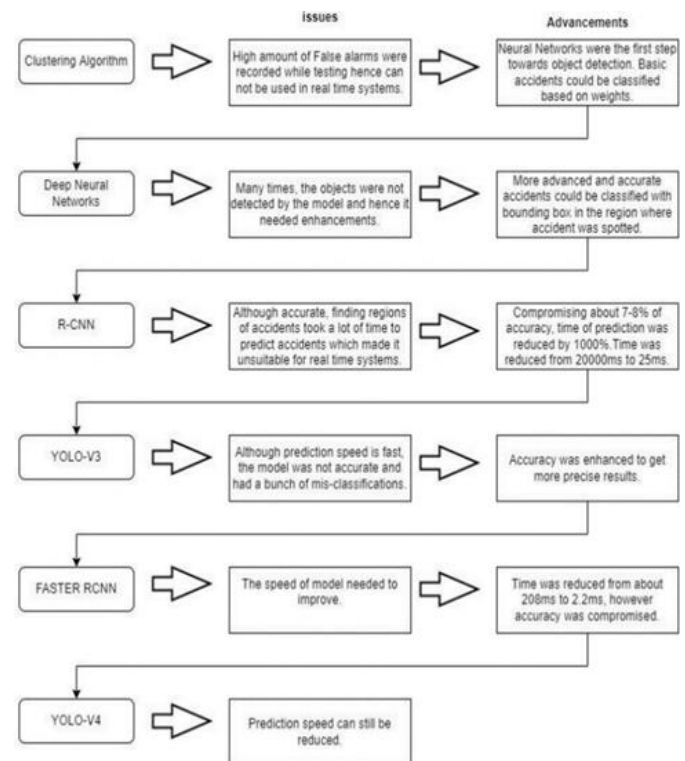 issues
Advancements
Clustering Algorithm
High amount of False alarms were
recorded while testing hence can
not be used in real time systems.
Neural Networks were the first step
towards object detection. Basic
accidents could be classified
based on weights.
Deep Neural
Networks
Many times, the objects were not
detected by the model and hence it
needed enhancements.
More advanced and accurate
accidents could be classified with
bounding box in the region where
accident was spotted.
R-CNN
Although accurate, finding regions
of accidents took a lot of time to
predict accidents which made it
unsuitable for real time systems.
Compromising about 7-8% of
accuracy, time of prediction was
reduced by 1000%.Time was
reduced from 20000ms to 25ms.
YOLO-V3
Although prediction speed is fast,
the model was not accurate and
had a bunch of mis-classifications.
Accuracy was enhanced to get
more precise results.
FASTER RCNN
The speed of model needed to
improve.
Time was reduced from about
208ms to 2.2ms, however
accuracy was compromised.
YOLO-V4
Prediction speed can still be
reduced.